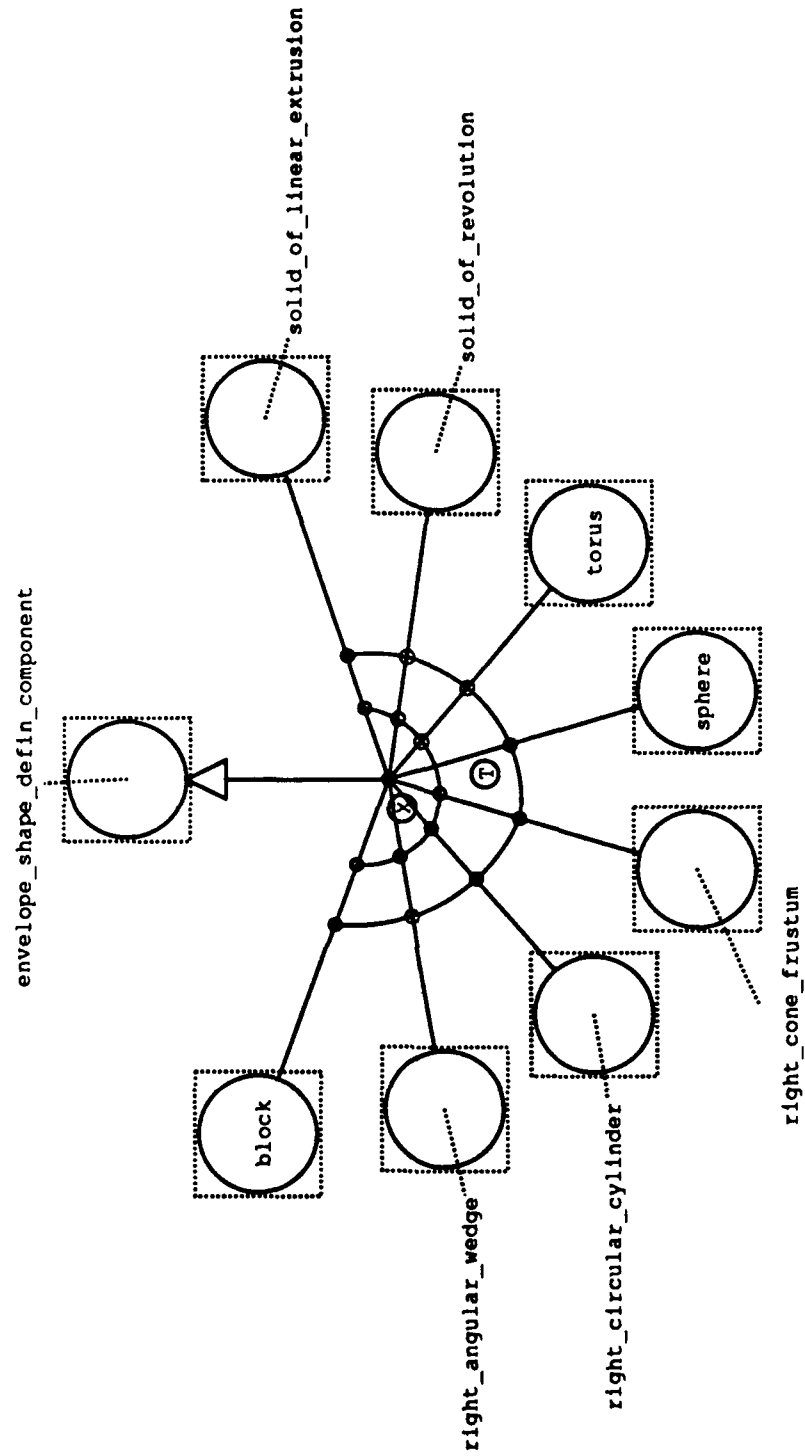 envelope_shape_defin_component
solid_of_linear_extrusion
solid_of_revolution
torus
sphere
right_cone_frustum
right_circular_cylinder
right_angular_wedge
block
X
T